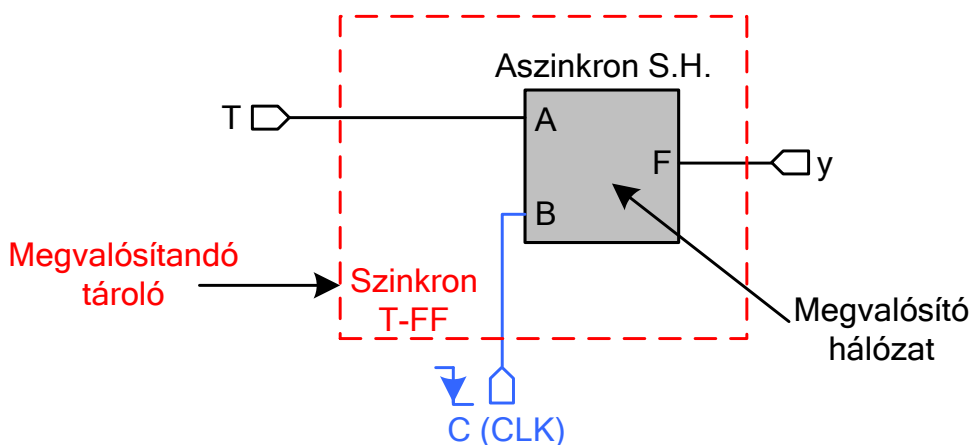 Aszinkron S.H.
T
A
F
y
B
Megvalósítandó
tároló
Szinkron
T-FF
Megvalósító
hálózat
C (CLK)